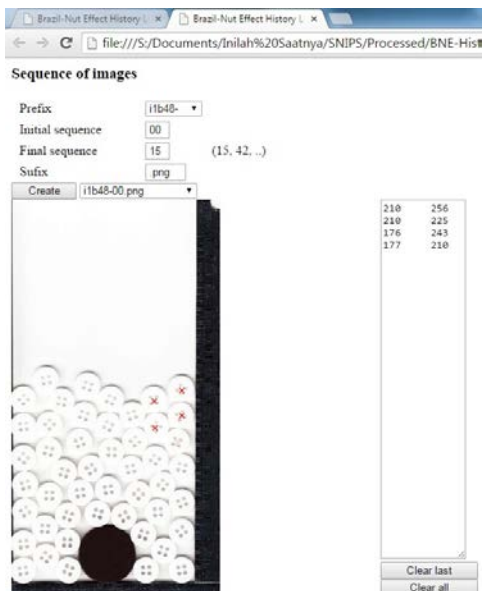 Brazil-Nut Effect History L × Brazil-Nut Effect History L ×
file:///S:/Documents/Inilah%20Saatnya/SNIPS/Processed/BNE-Hist
Sequence of images
Prefix i1b48-
Initial sequence 00
Final sequence 15 (15, 42, ..)
Sufix png
Create i1b48-00.png
210 256
210 225
176 243
177 210
Clear last
Clear all